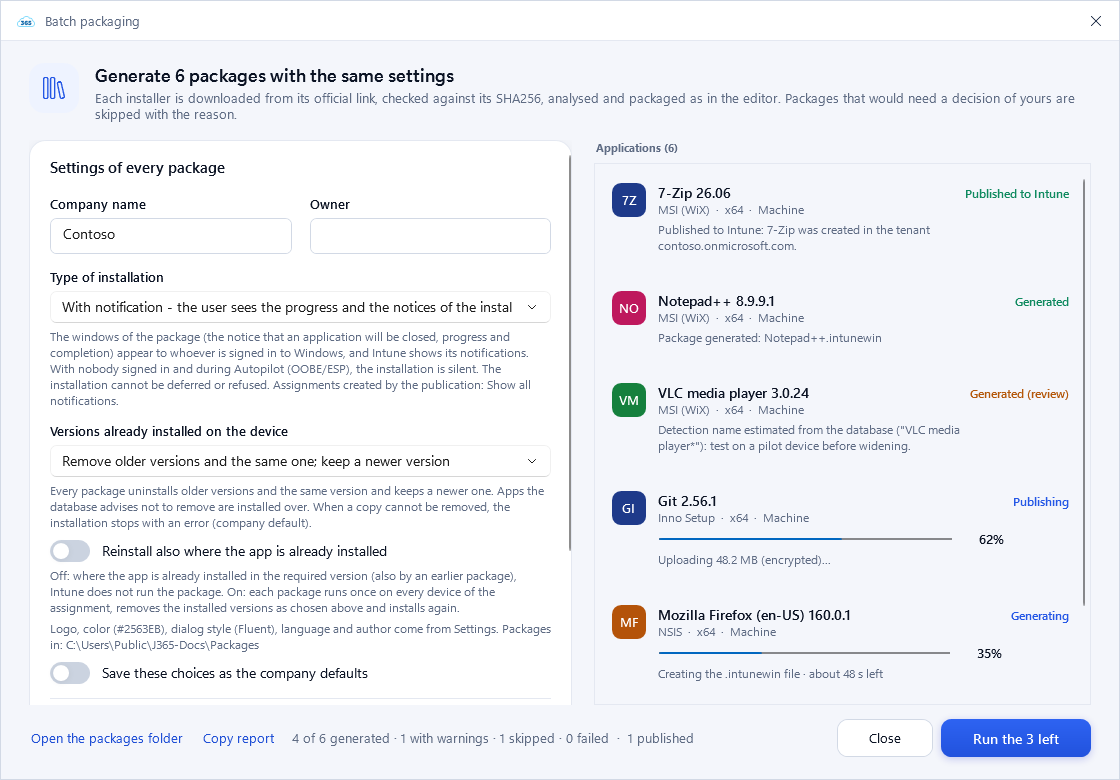 365 Batch packaging
Generate 6 packages with the same settings
Each installer is downloaded from its official link, checked against its SHA256, analysed and packaged as in the editor. Packages that would need a decision of yours are
skipped with the reason.
Settings of every package
Company name
Owner
Contoso
Type of installation
With notification - the user sees the progress and the notices of the instal
The windows of the package (the notice that an application will be closed, progress and
completion) appear to whoever is signed in to Windows, and Intune shows its notifications.
With nobody signed in and during Autopilot (OOBE/ESP), the installation is silent. The
installation cannot be deferred or refused. Assignments created by the publication: Show all
notifications.
Versions already installed on the device
Remove older versions and the same one; keep a newer version
Every package uninstalls older versions and the same version and keeps a newer one. Apps the
database advises not to remove are installed over. When a copy cannot be removed, the
installation stops with an error (company default).
Reinstall also where the app is already installed
Off: where the app is already installed in the required version (also by an earlier package),
Intune does not run the package. On: each package runs once on every device of the
assignment, removes the installed versions as chosen above and installs again.
Logo, color (#2563EB), dialog style (Fluent), language and author come from Settings. Packages
in: C:\Users\Public\J365-Docs\Packages
Save these choices as the company defaults
Applications (6)
7Z
7-Zip 26.06
Published to Intune
MSI (WiX) · x64 · Machine
Published to Intune: 7-Zip was created in the tenant
contoso.onmicrosoft.com.
NO
Notepad++ 8.9.9.1
Generated
MSI (WiX) · x64 · Machine
Package generated: Notepad++.intunewin
VM
VLC media player 3.0.24
Generated (review)
MSI (WiX) · x64 · Machine
Detection name estimated from the database ("VLC media
player*"): test on a pilot device before widening.
GI
Git 2.56.1
Publishing
Inno Setup · x64 · Machine
62%
Uploading 48.2 MB (encrypted)...
MF
Mozilla Firefox (en-US) 160.0.1
Generating
NSIS · x64 · Machine
35%
Creating the .intunewin file · about 48 s left
Open the packages folder
Copy report
4 of 6 generated · 1 with warnings · 1 skipped · 0 failed · 1 published
Close
Run the 3 left